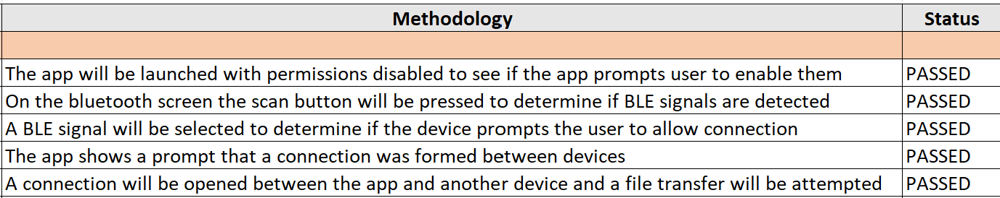 Methodology Status
The app will be launched with permissions disabled to see if the app prompts user to enable them PASSED
On the bluetooth screen the scan button will be pressed to determine if BLE signals are detected PASSED
A BLE signal will be selected to determine if the device prompts the user to allow connection PASSED
The app shows a prompt that a connection was formed between devices PASSED
A connection will be opened between the app and another device and a file transfer will be attempted PASSED